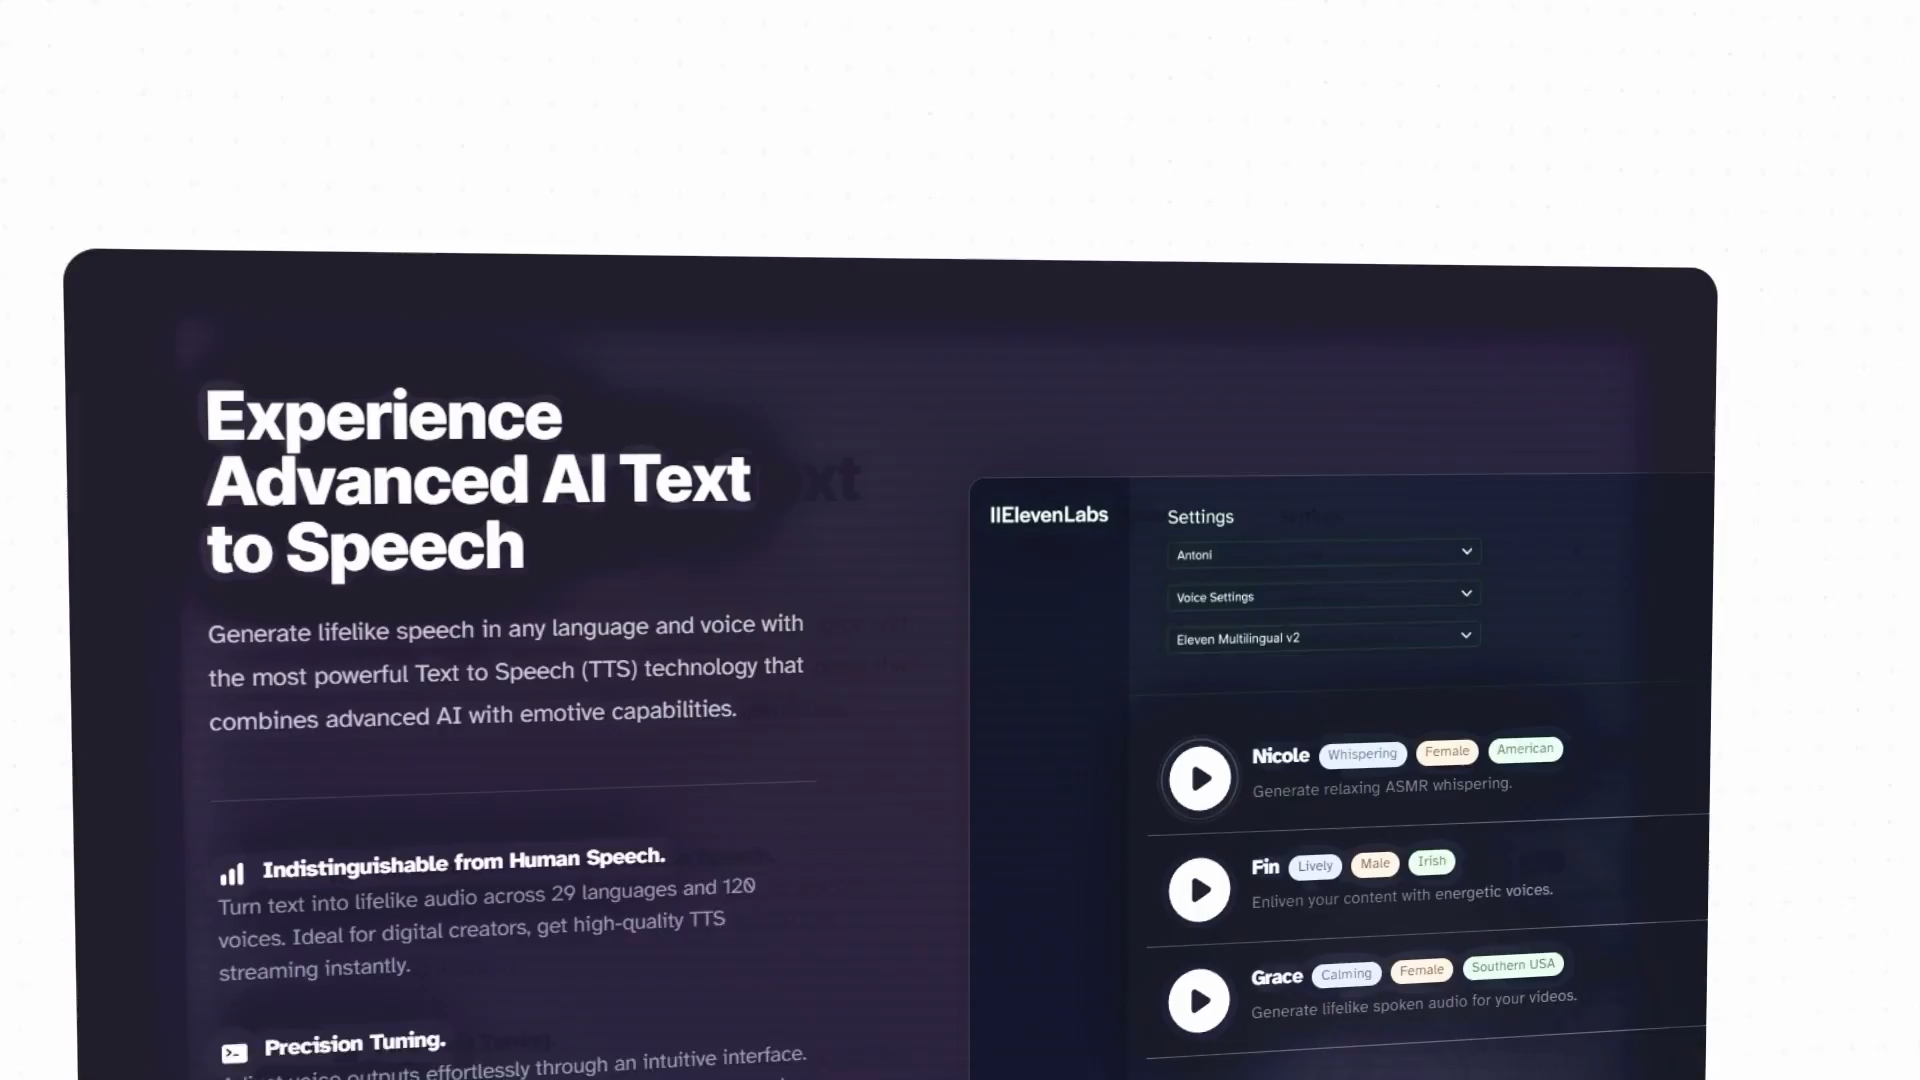 Experience
Advanced AI Text
to Speech
Generate lifelike speech in any language and voice with
the most powerful Text to Speech (TTS) technology that
combines advanced AI with emotive capabilities.
Indistinguishable from Human Speech.
Turn text into lifelike audio across 29 languages and 120
voices. Ideal for digital creators, get high-quality TTS
streaming instantly.
Precision Tuning.
Adjust voice outputs effortlessly through an intuitive interface.
IIElevenLabs
Settings
Antoni
Voice Settings
Eleven Multilingual v2
Nicole Whispering Female American
Generate relaxing ASMR whispering.
Fin Lively Male Irish
Enliven your content with energetic voices.
Grace Calming Female Southern USA
Generate lifelike spoken audio for your videos.